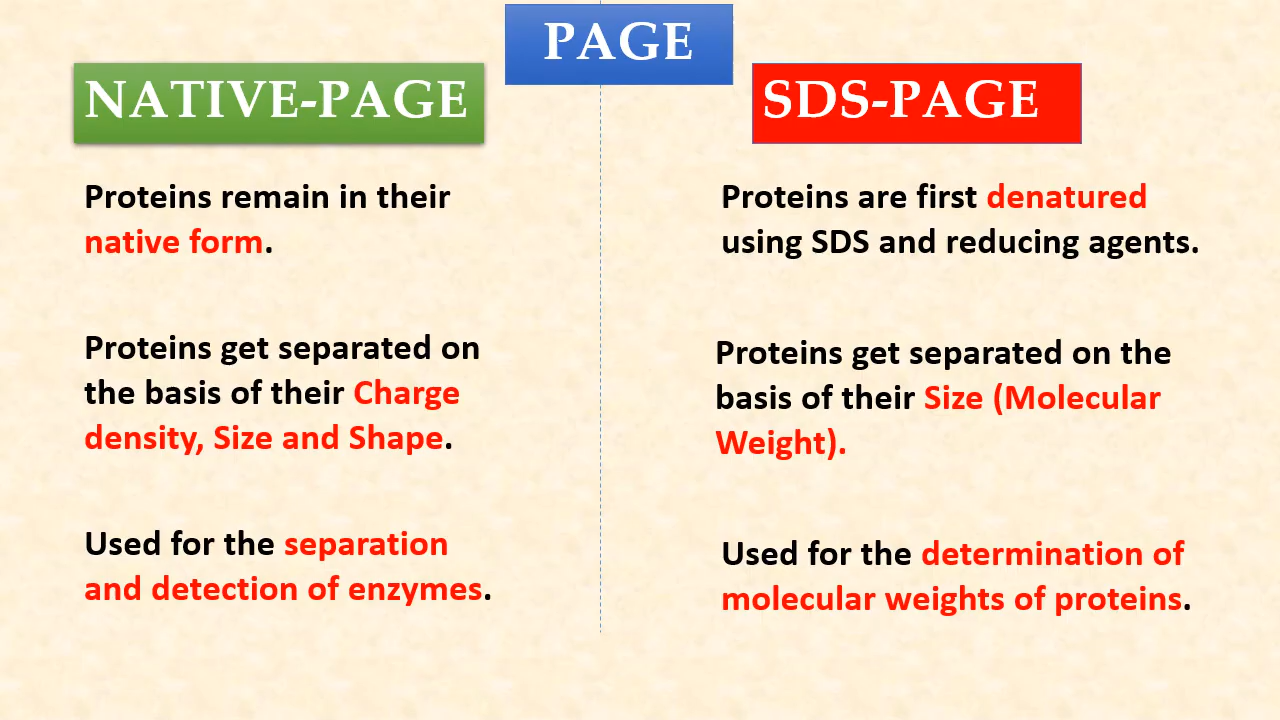 PAGE
NATIVE-PAGE
Proteins remain in their
native form.
Proteins get separated on
the basis of their Charge
density, Size and Shape.
Used for the separation
and detection of enzymes.
SDS-PAGE
Proteins are first denatured
using SDS and reducing agents.
Proteins get separated on the
basis of their Size (Molecular
Weight).
Used for the determination of
molecular weights of proteins.